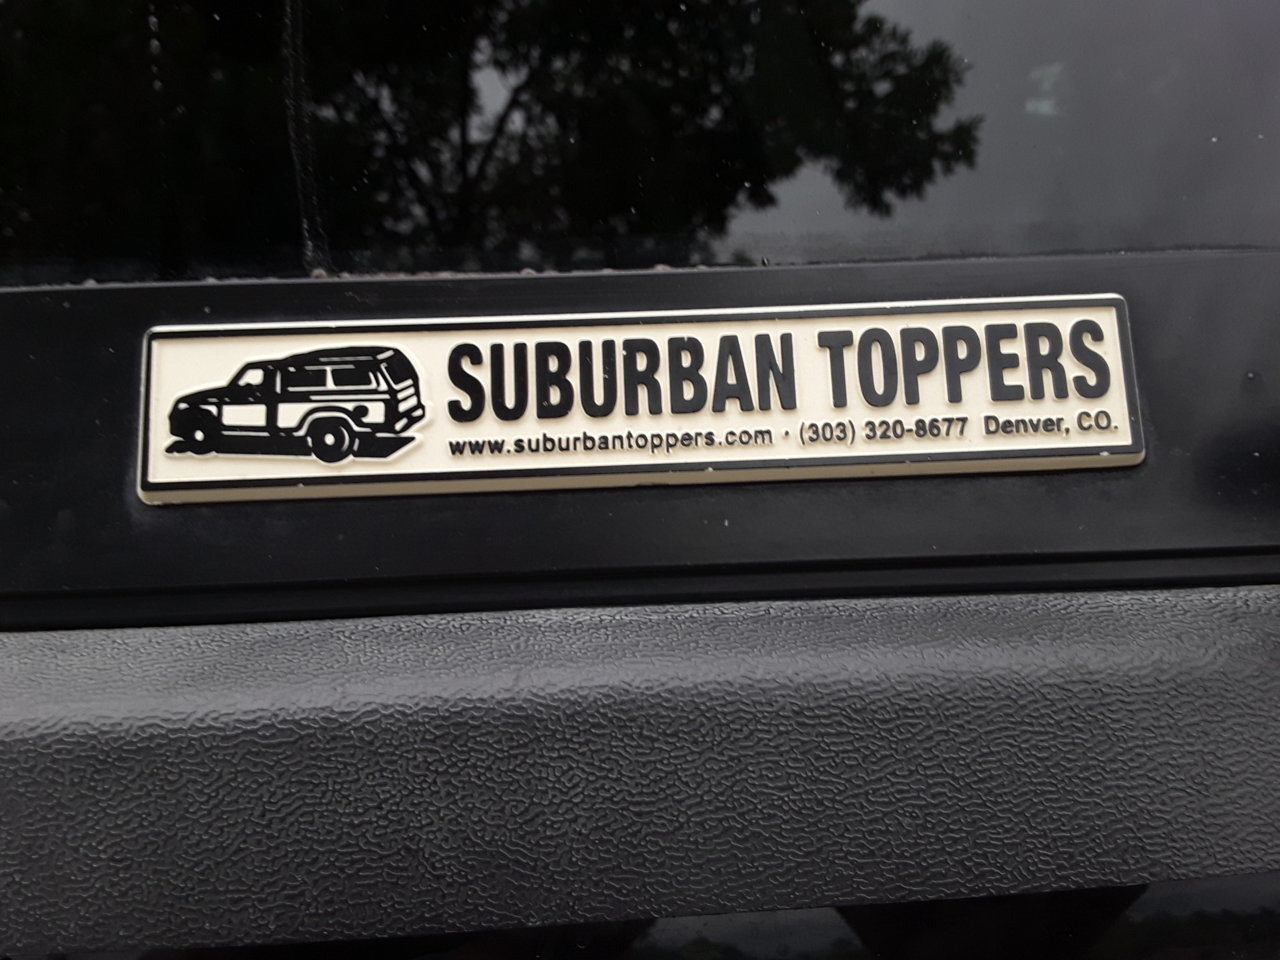 SUBURBAN TOPPERS
www.suburbantoppers.com · (303) 320-8677 Denver, CO.